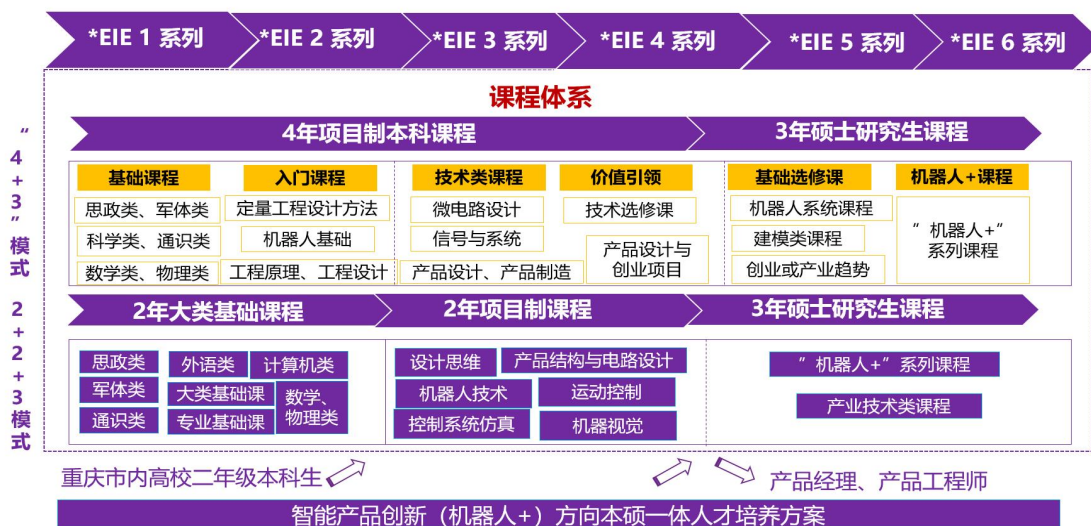 *EIE 1 系列
*EIE 2 系列
*EIE 3 系列
*EIE 4 系列
*EIE 5 系列
*EIE 6 系列
课程体系
“4+3”模式
4年项目制本科课程
3年硕士研究生课程
基础课程
思政类、军体类
科学类、通识类
数学类、物理类
入门课程
定量工程设计方法
机器人基础
工程原理、工程设计
技术类课程
微电路设计
信号与系统
产品设计、产品制造
价值引领
技术选修课
产品设计与
创业项目
基础选修课
机器人系统课程
建模类课程
创业或产业趋势
机器人+课程
”机器人+“
系列课程
2+2+3模式
2年大类基础课程
2年项目制课程
3年硕士研究生课程
思政类
外语类
计算机类
军体类
大类基础课
数学、
物理类
通识类
专业基础课
设计思维
产品结构与电路设计
机器人技术
运动控制
控制系统仿真
机器视觉
”机器人+“系列课程
产业技术类课程
重庆市内高校二年级本科生
产品经理、产品工程师
智能产品创新（机器人+）方向本硕一体人才培养方案